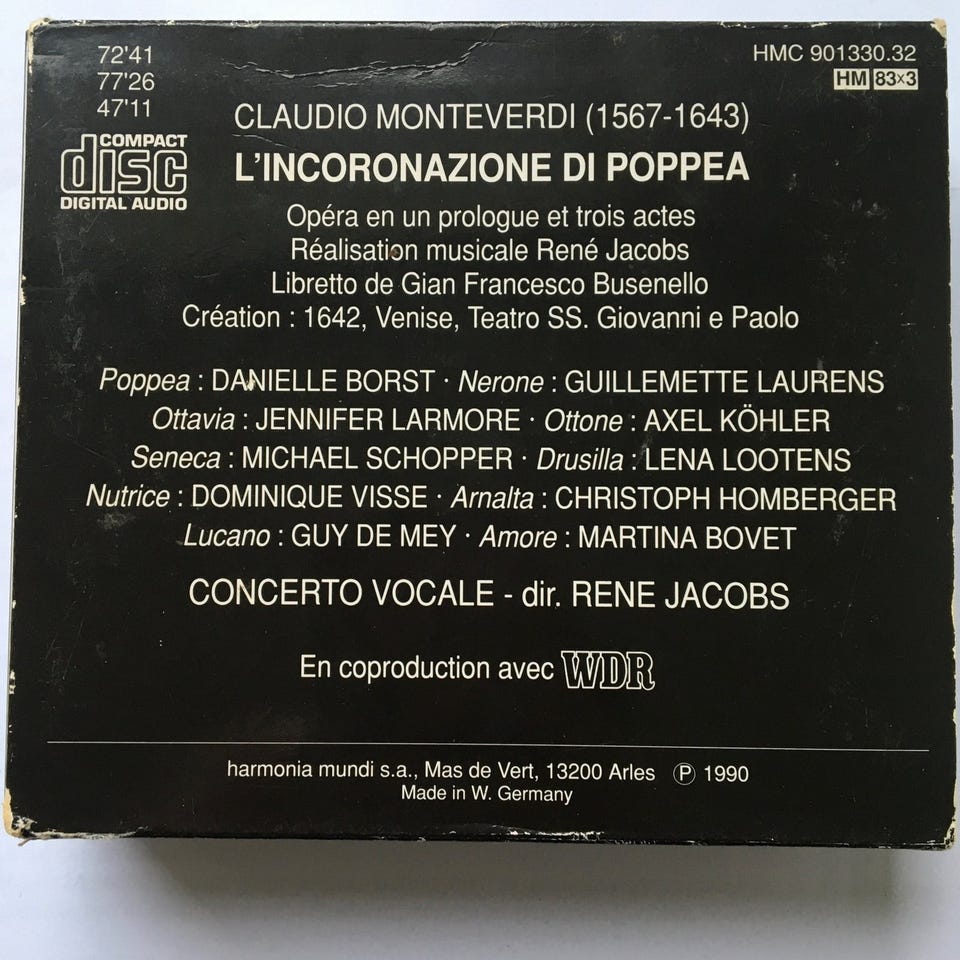 72'41
77'26
47'11
HMC 901330.32
HM 83x3
COMPACT
disc
DIGITAL AUDIO
CLAUDIO MONTEVERDI (1567-1643)
L'INCORONAZIONE DI POPPEA
Opéra en un prologue et trois actes
Réalisation musicale René Jacobs
Libretto de Gian Francesco Busenello
Création : 1642, Venise, Teatro SS. Giovanni e Paolo
Poppea : DANIELLE BORST · Nerone : GUILLEMETTE LAURENS
Ottavia : JENNIFER LARMORE · Ottone : AXEL KÖHLER
Seneca : MICHAEL SCHOPPER · Drusilla : LENA LOOTENS
Nutrice : DOMINIQUE VISSE · Arnalta : CHRISTOPH HOMBERGER
Lucano : GUY DE MEY · Amore : MARTINA BOVET
CONCERTO VOCALE - dir. RENE JACOBS
En coproduction avec WDR
harmonia mundi s.a., Mas de Vert, 13200 Arles ℗ 1990
Made in W. Germany